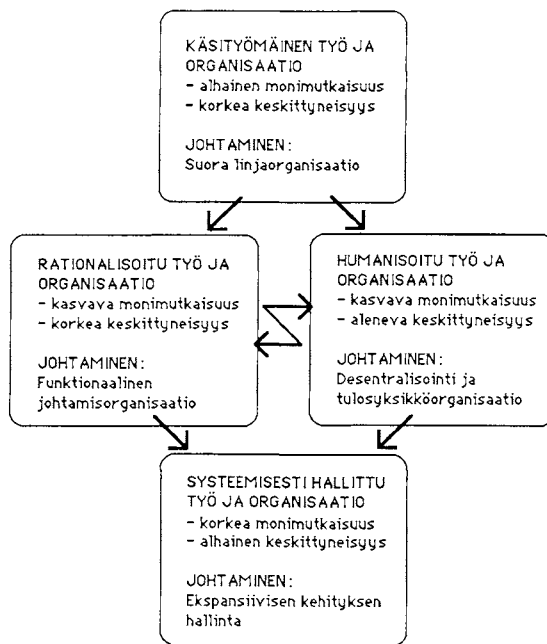 KÄSITYÖMÄINEN TYÖ JA
ORGANISAATIO
- alhainen monimutkaisuus
- korkea keskittyneisyys
JOHTAMINEN:
Suora linjaorganisaatio
RATIONALISOITU TYÖ JA
ORGANISAATIO
- kasvava monimutkaisuus
- korkea keskittyneisyys
JOHTAMINEN:
Funktionaalinen
johtamisorganisaatio
HUMANISOITU TYÖ JA
ORGANISAATIO
- kasvava monimutkaisuus
- aleneva keskittyneisyys
JOHTAMINEN:
Desentralisointi ja
tulosyksikköorganisaatio
SYSTEEMISESTI HALLITTU
TYÖ JA ORGANISAATIO
- korkea monimutkaisuus
- alhainen keskittyneisyys
JOHTAMINEN:
Ekspansiivisen kehityksen
hallinta